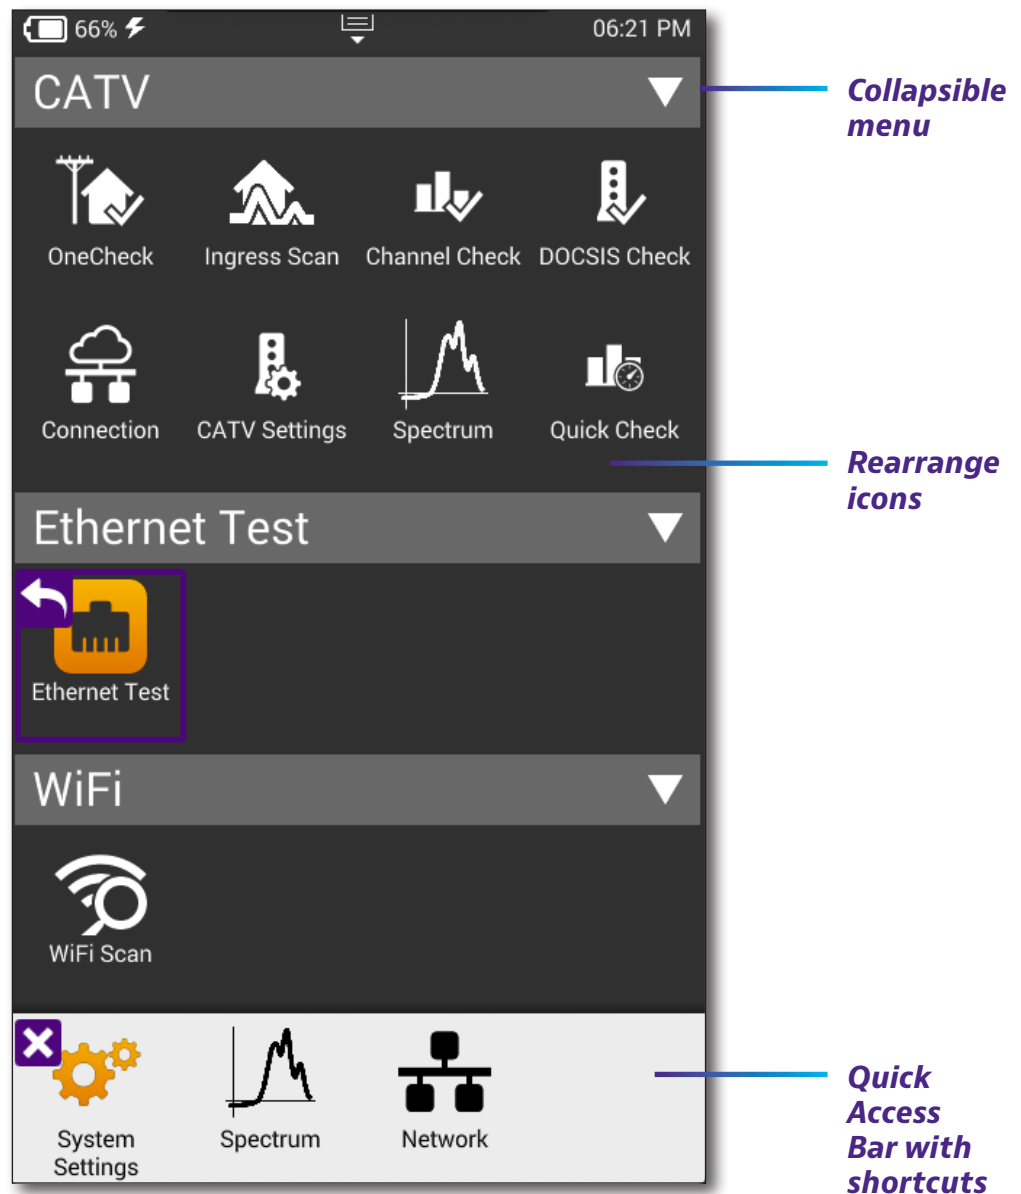 66%
06:21 PM
CATV
Collapsible
menu
OneCheck
Ingress Scan
Channel Check
DOCSIS Check
Connection
CATV Settings
Spectrum
Quick Check
Rearrange
icons
Ethernet Test
Ethernet Test
WiFi
WiFi Scan
System
Settings
Spectrum
Network
Quick
Access
Bar with
shortcuts